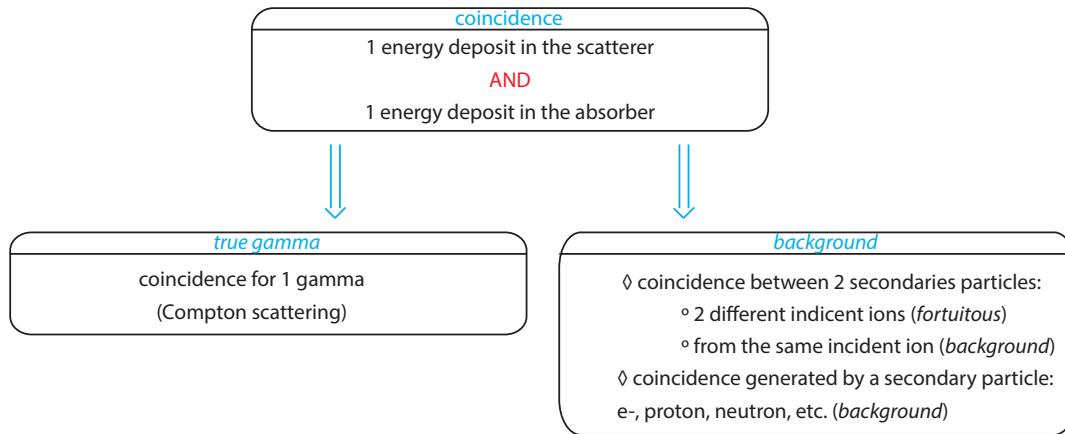 coincidence
1 energy deposit in the scatterer
AND
1 energy deposit in the absorber
true gamma
coincidence for 1 gamma
(Compton scattering)
background
◊ coincidence between 2 secondaries particles:
º 2 different indicent ions (fortuitous)
º from the same incident ion (background)
◊ coincidence generated by a secondary particle:
e-, proton, neutron, etc. (background)